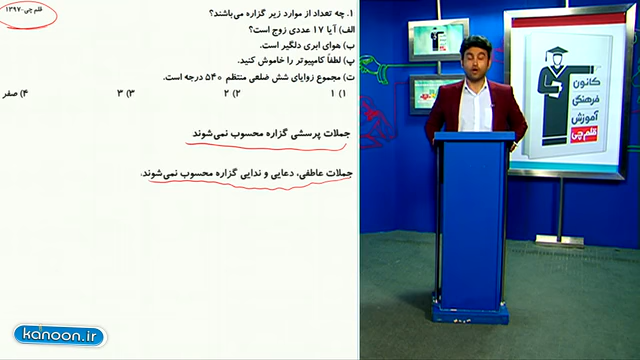 قلم چی-۱۳۹۷
۱. چه تعداد از موارد زیر گزاره می‌باشند؟
الف) آیا ۱۷ عددی زوج است؟
ب) هوای ابری دلگیر است.
پ) لطفاً کامپیوتر را خاموش کنید.
ت) مجموع زوایای شش ضلعی منتظم ۵۴۰ درجه است.
۱) ۱ ۲) ۲ ۳) ۳ ۴) صفر
جملات پرسشی گزاره محسوب نمی‌شوند
جملات عاطفی، دعایی و ندایی گزاره محسوب نمی‌شوند.
kanoon.ir
کانون
فرهنگی
آموزش
قلم‌چی